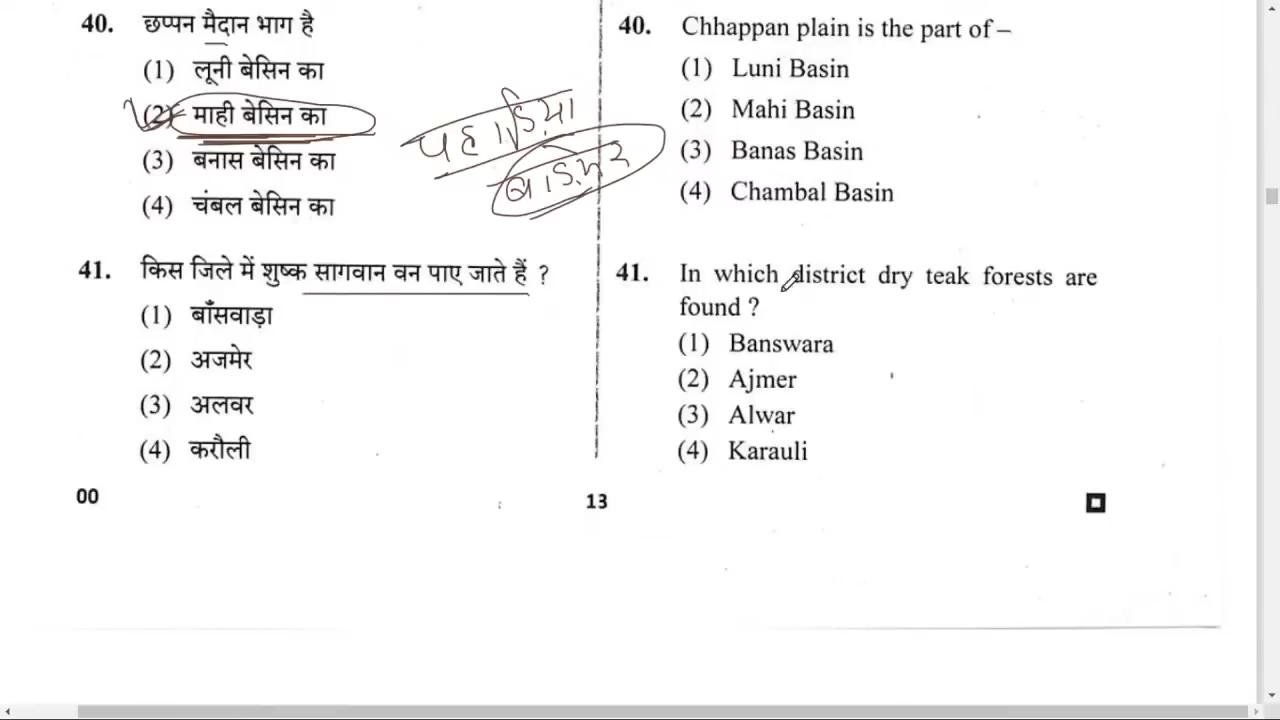 40. छप्पन मैदान भाग है
(1) लूनी बेसिन का
(2) माही बेसिन का
(3) बनास बेसिन का
(4) चंबल बेसिन का
पहाड़िया
बाड़मेर
41. किस जिले में शुष्क सागवान वन पाए जाते हैं ?
(1) बाँसवाड़ा
(2) अजमेर
(3) अलवर
(4) करौली
00
40. Chhappan plain is the part of –
(1) Luni Basin
(2) Mahi Basin
(3) Banas Basin
(4) Chambal Basin
41. In which district dry teak forests are
found ?
(1) Banswara
(2) Ajmer
(3) Alwar
(4) Karauli
13